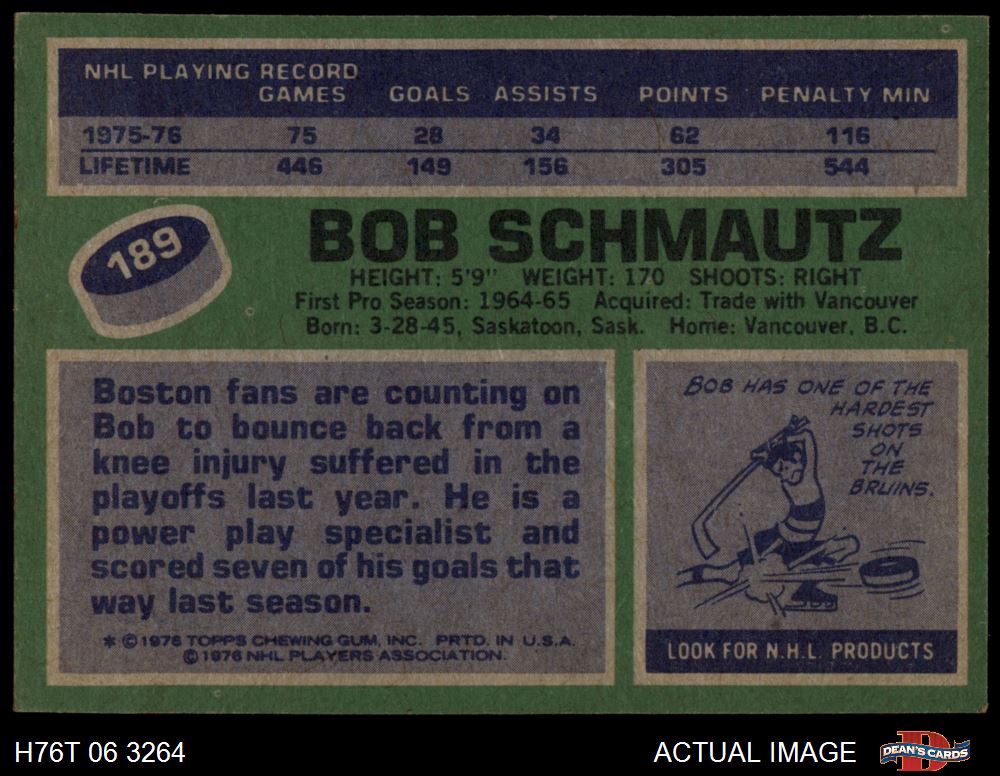 NHL PLAYING RECORD
GAMES GOALS ASSISTS POINTS PENALTY MIN
1975-76 75 28 34 62 116
LIFETIME 446 149 156 305 544
189
BOB SCHMAUTZ
HEIGHT: 5'9" WEIGHT: 170 SHOOTS: RIGHT
First Pro Season: 1964-65 Acquired: Trade with Vancouver
Born: 3-28-45, Saskatoon, Sask. Home: Vancouver, B.C.
Boston fans are counting on
Bob to bounce back from a
knee injury suffered in the
playoffs last year. He is a
power play specialist and
scored seven of his goals that
way last season.
* © 1976 TOPPS CHEWING GUM, INC. PRTD. IN U.S.A.
© 1976 NHL PLAYERS ASSOCIATION.
BOB HAS ONE OF THE
HARDEST
SHOTS
ON
THE
BRUINS.
LOOK FOR N.H.L. PRODUCTS
H76T 06 3264
ACTUAL IMAGE
D
DEAN'S CARDS